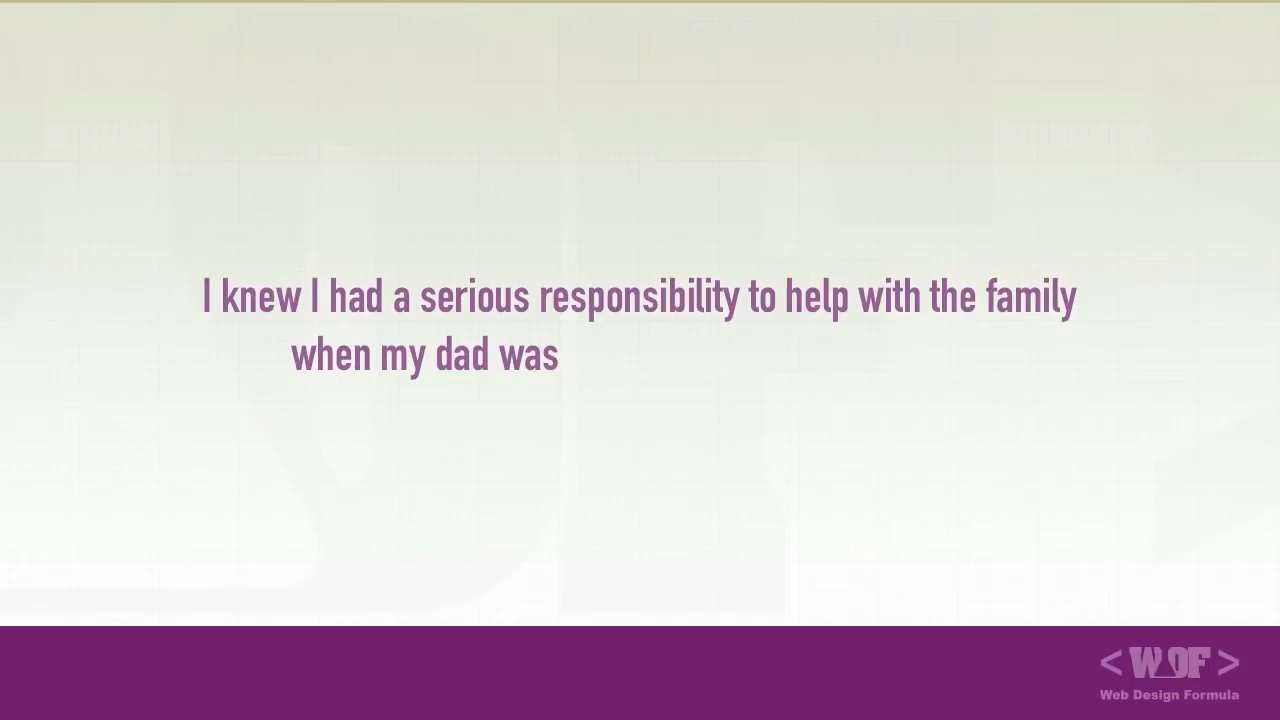 I knew I had a serious responsibility to help with the family
when my dad was
< WDF >
Web Design Formula